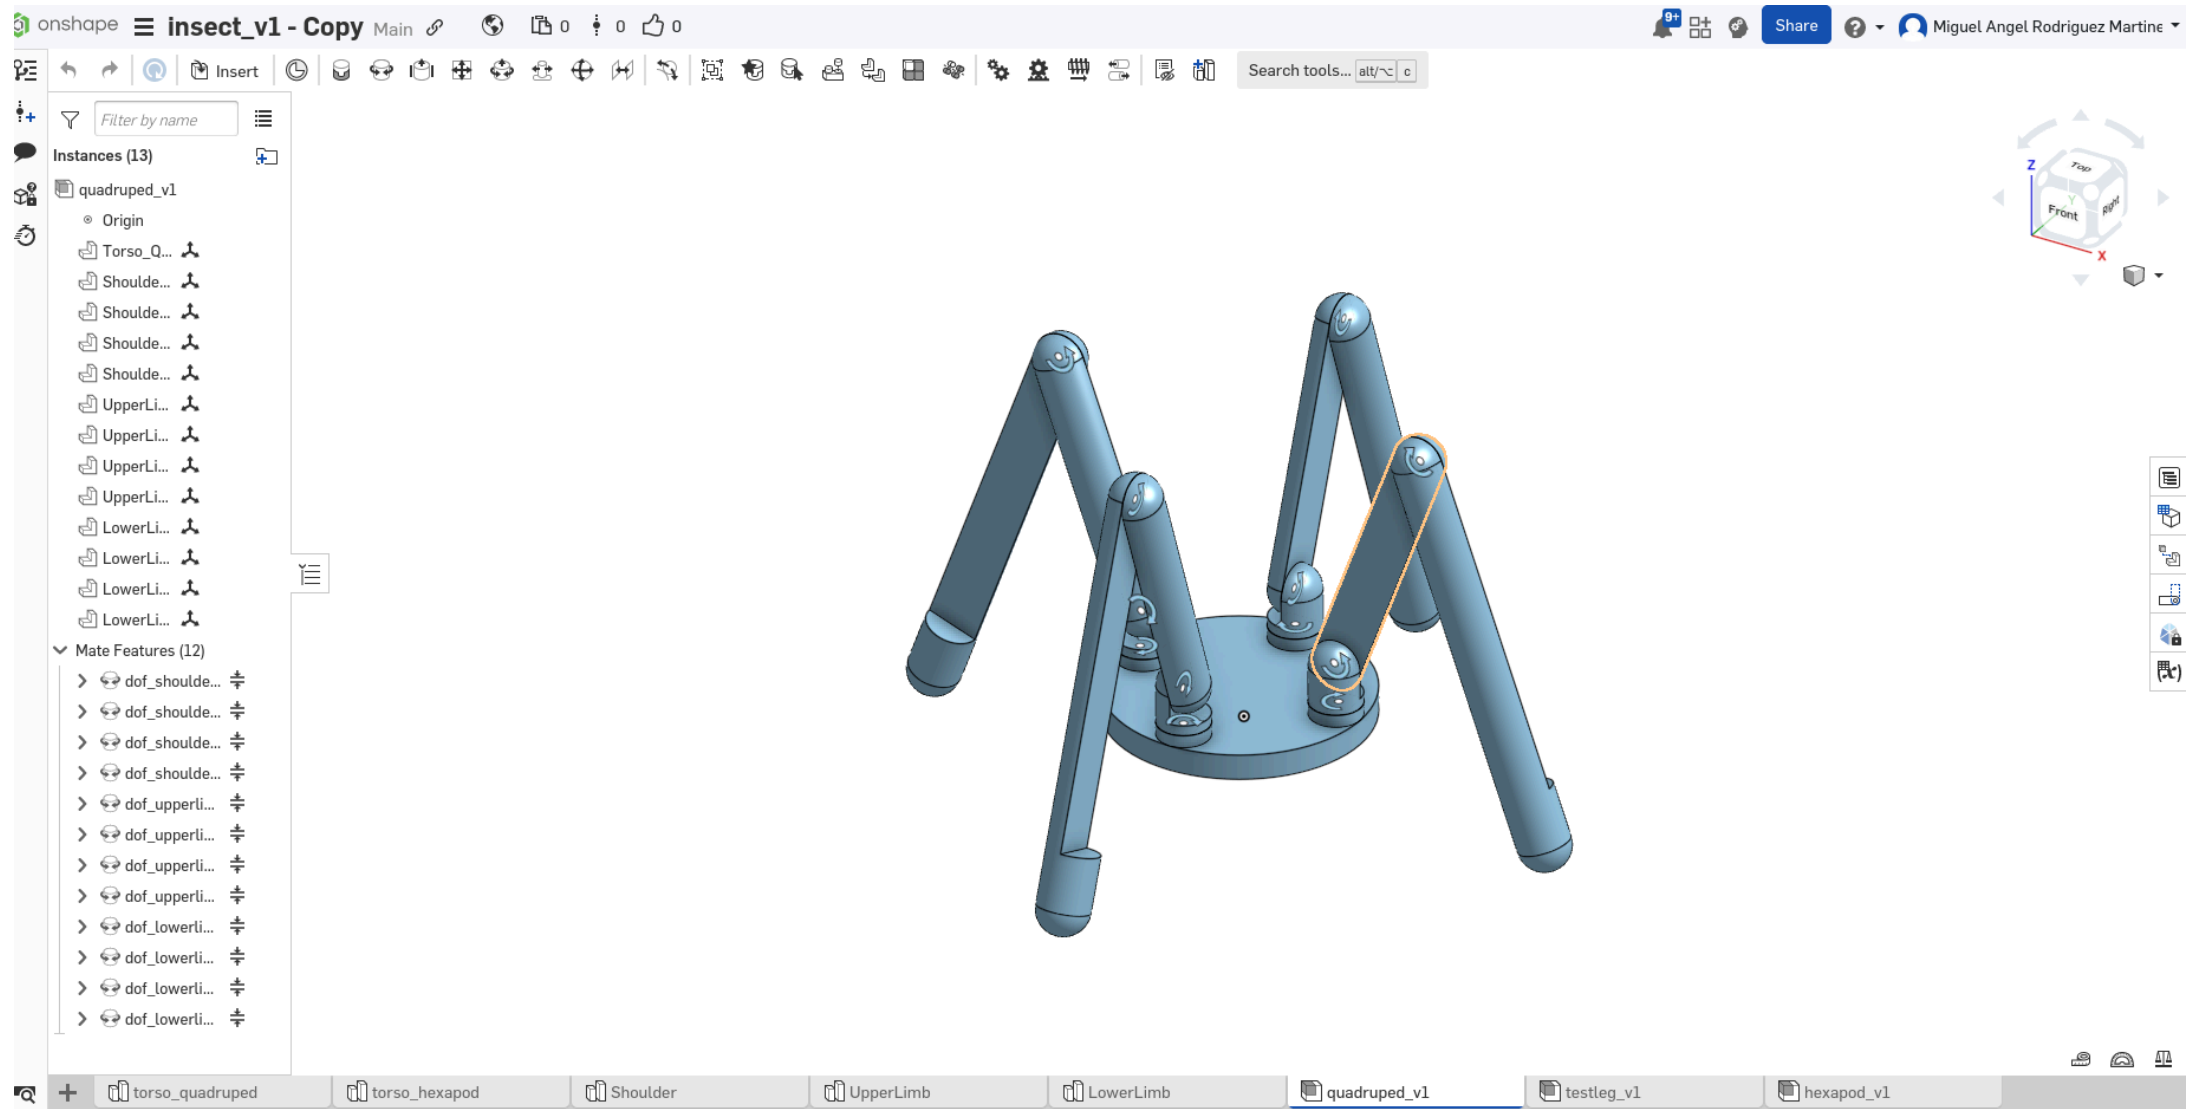 onshape insect_v1 - Copy Main 0 0 0 9+ Share Miguel Angel Rodriguez Martine
Insert Search tools... alt/⌥ c
Filter by name
Instances (13)
quadruped_v1
Origin
Torso_Q...
Shoulde...
Shoulde...
Shoulde...
Shoulde...
UpperLi...
UpperLi...
UpperLi...
UpperLi...
LowerLi...
LowerLi...
LowerLi...
LowerLi...
Mate Features (12)
dof_shoulde...
dof_shoulde...
dof_shoulde...
dof_shoulde...
dof_upperli...
dof_upperli...
dof_upperli...
dof_upperli...
dof_lowerli...
dof_lowerli...
dof_lowerli...
dof_lowerli...
Z
Top
Y
Front
Right
X
(x)
torso_quadruped torso_hexapod Shoulder UpperLimb LowerLimb quadruped_v1 testleg_v1 hexapod_v1